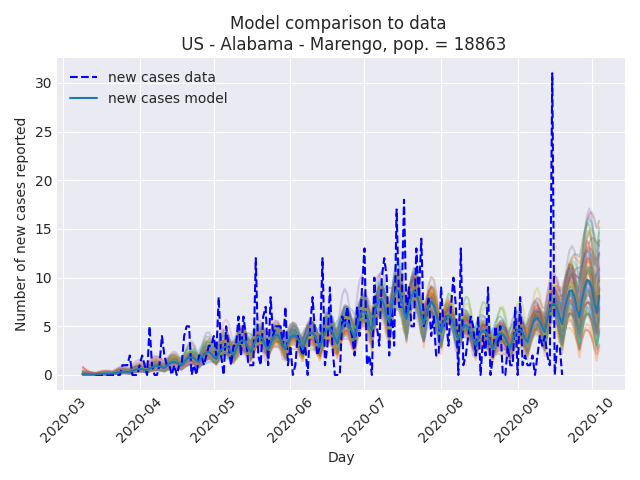 Model comparison to data
US - Alabama - Marengo, pop. = 18863
Number of new cases reported
30
25
20
15
10
5
0
new cases data
new cases model
2020-03
2020-04
2020-05
2020-06
2020-07
2020-08
2020-09
2020-10
Day